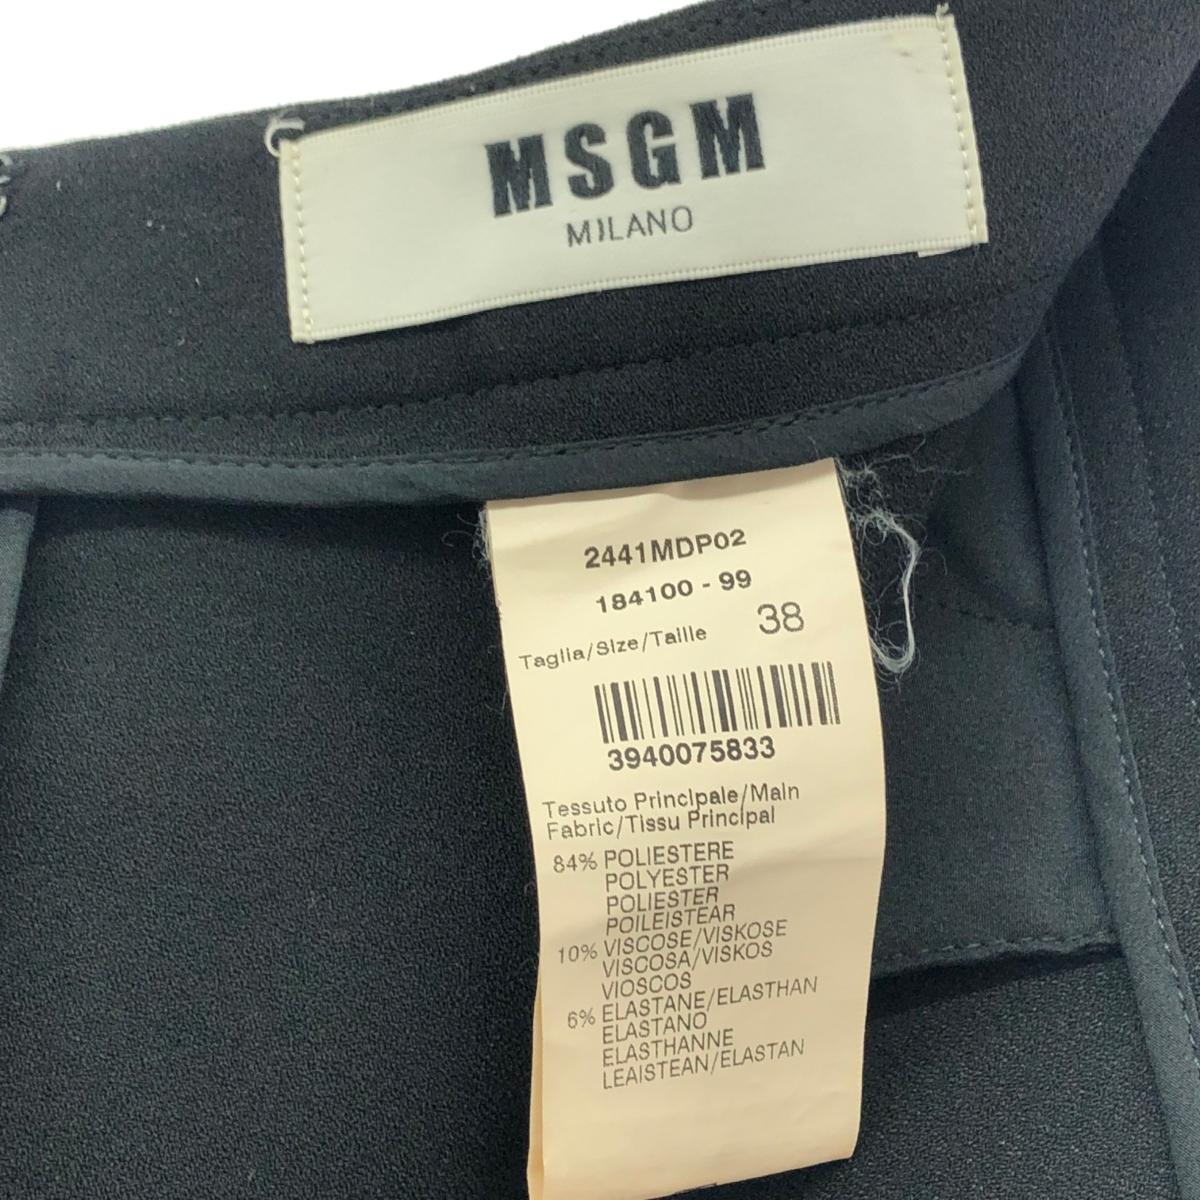 MSGM
MILANO
2441MDP02
184100 - 99
Taglia/Size/Taille 38
3940075833
Tessuto Principale/Main
Fabric/Tissu Principal
84% POLIESTERE
POLYESTER
POLIESTER
POILEISTEAR
10% VISCOSE/VISKOSE
VISCOSA/VISKOS
VIOSCOS
6% ELASTANE/ELASTHAN
ELASTANO
ELASTHANNE
LEAISTEAN/ELASTAN